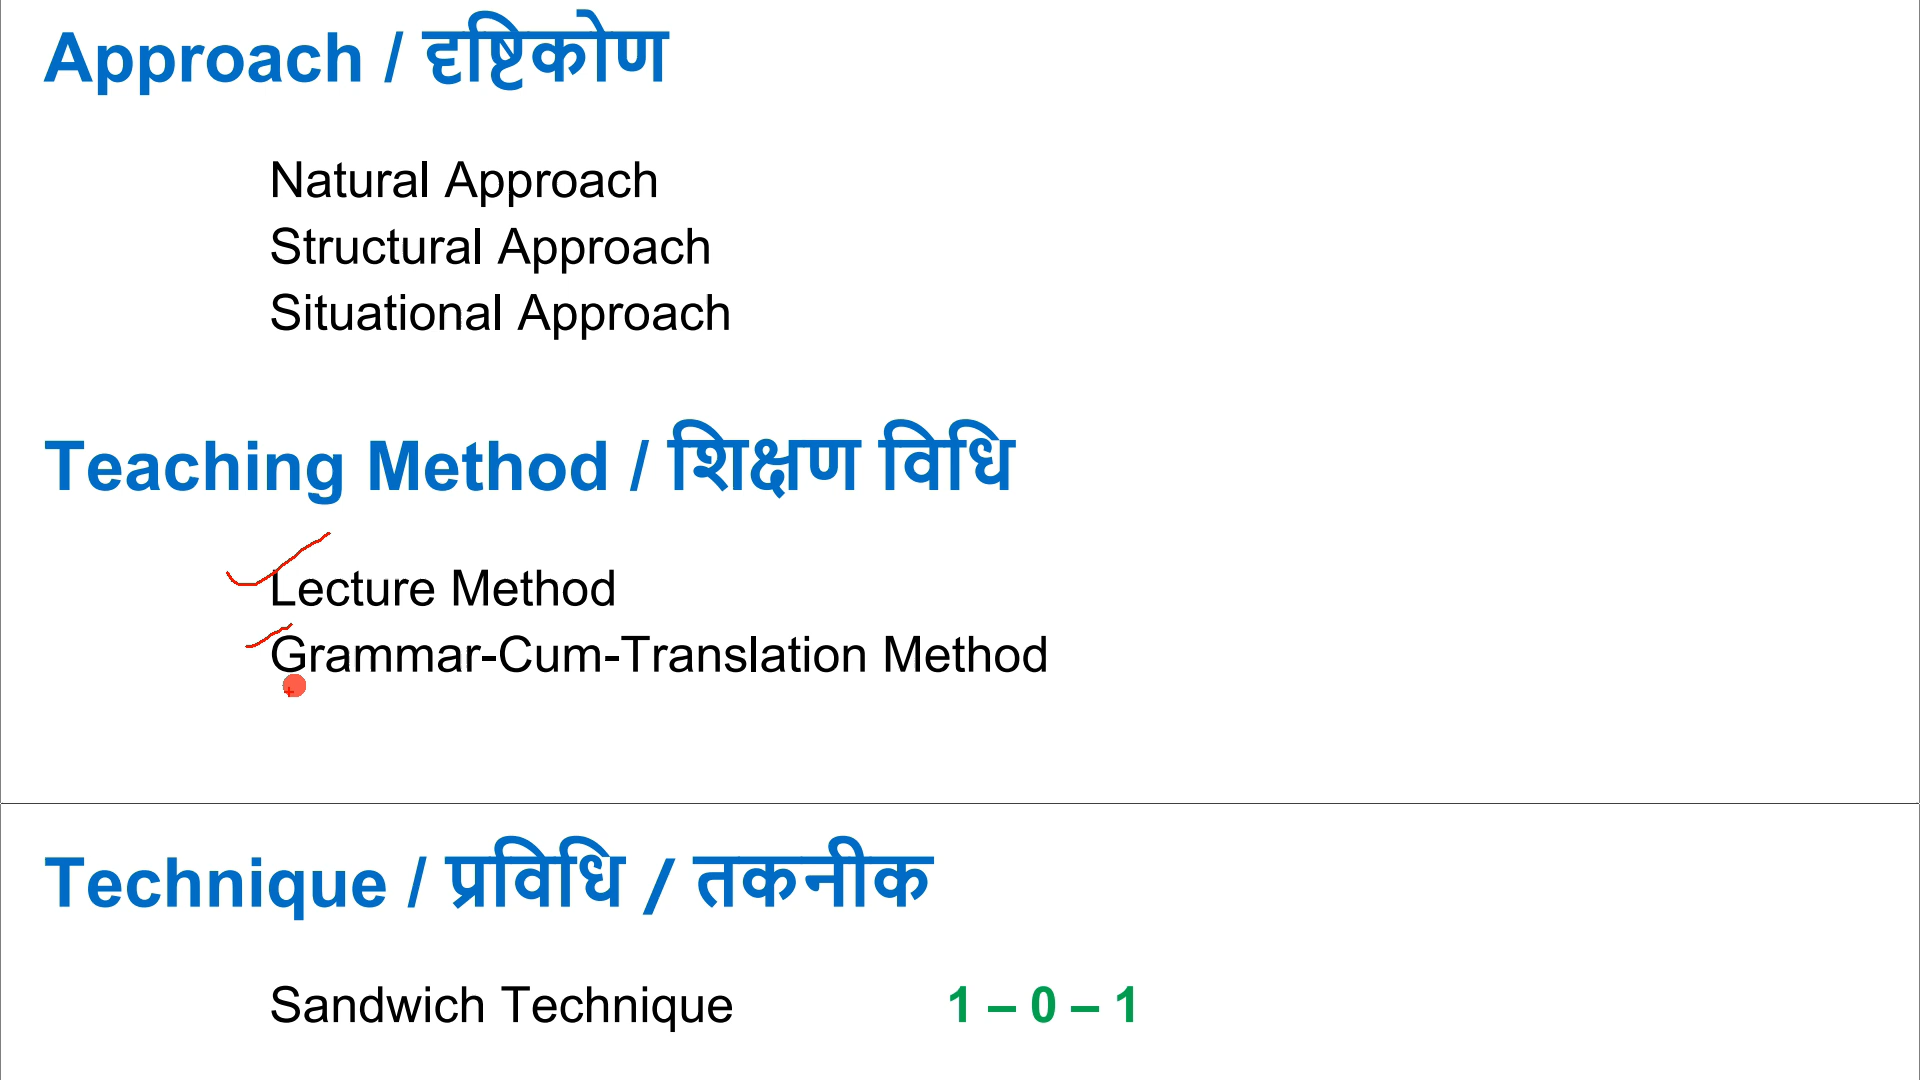 Approach / दृष्टिकोण
Natural Approach
Structural Approach
Situational Approach
Teaching Method / शिक्षण विधि
Lecture Method
Grammar-Cum-Translation Method
Technique / प्रविधि / तकनीक
Sandwich Technique 1 – 0 – 1